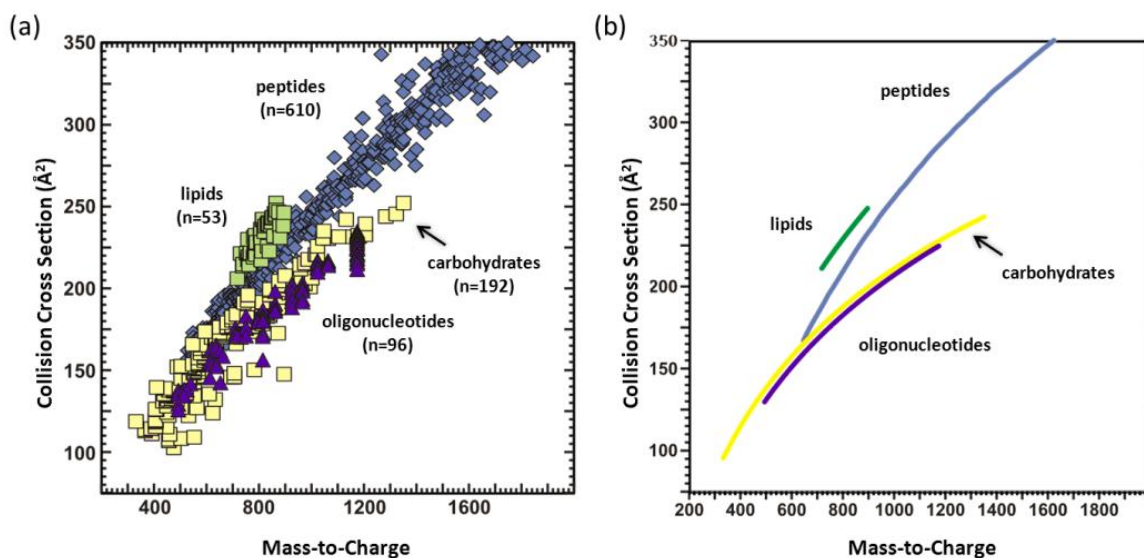 (a)
350
300
250
200
150
100
Collision Cross Section (Å²)
peptides
(n=610)
lipids
(n=53)
carbohydrates
(n=192)
oligonucleotides
(n=96)
400
800
1200
1600
Mass-to-Charge
(b)
350
300
250
200
150
100
Collision Cross Section (Å²)
peptides
lipids
carbohydrates
oligonucleotides
200
400
600
800
1000
1200
1400
1600
1800
Mass-to-Charge